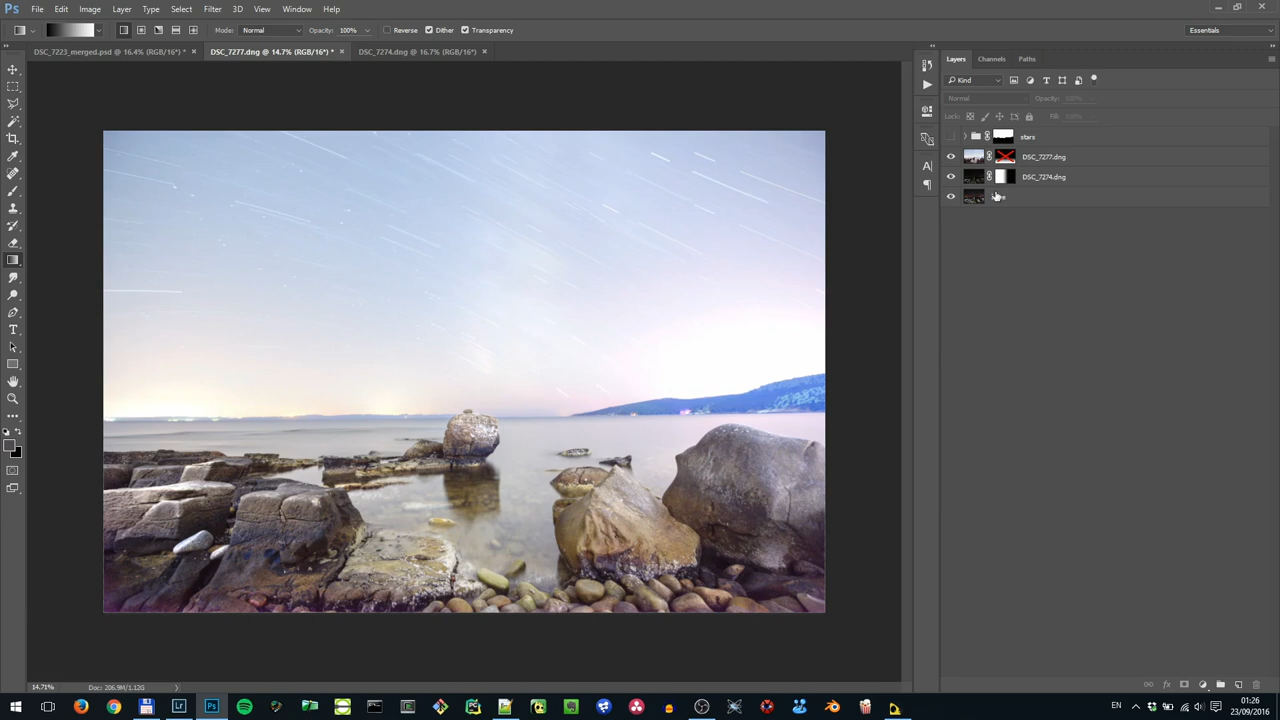 Ps File Edit Image Layer Type Select Filter 3D View Window Help
Mode: Normal Opacity: 100% Reverse Dither Transparency Essentials
DSC_7223_merged.psd @ 16.4% (RGB/16*) * × DSC_7277.dng @ 14.7% (RGB/16*) * × DSC_7274.dng @ 16.7% (RGB/16*) ×
Layers Channels Paths
Kind
Normal Opacity: 100%
Lock: Fill: 100%
stars
DSC_7277.dng
DSC_7274.dng
14.71% Doc: 206.9M/1.12G
EN 01:26
23/09/2016